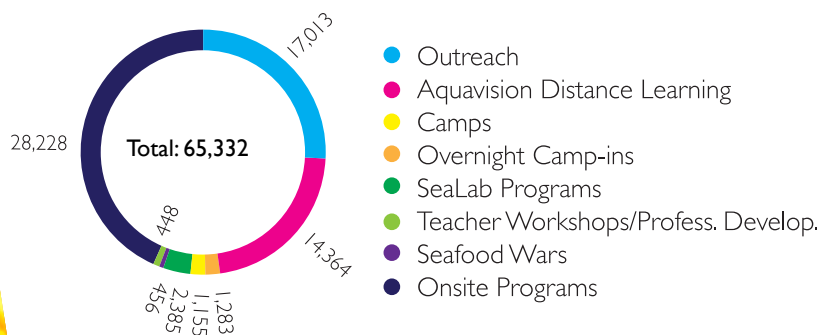 17,013
28,228
Total: 65,332
448
14,364
456
2,385
1,155
1,283
Outreach
Aquavision Distance Learning
Camps
Overnight Camp-ins
SeaLab Programs
Teacher Workshops/Profess. Develop.
Seafood Wars
Onsite Programs